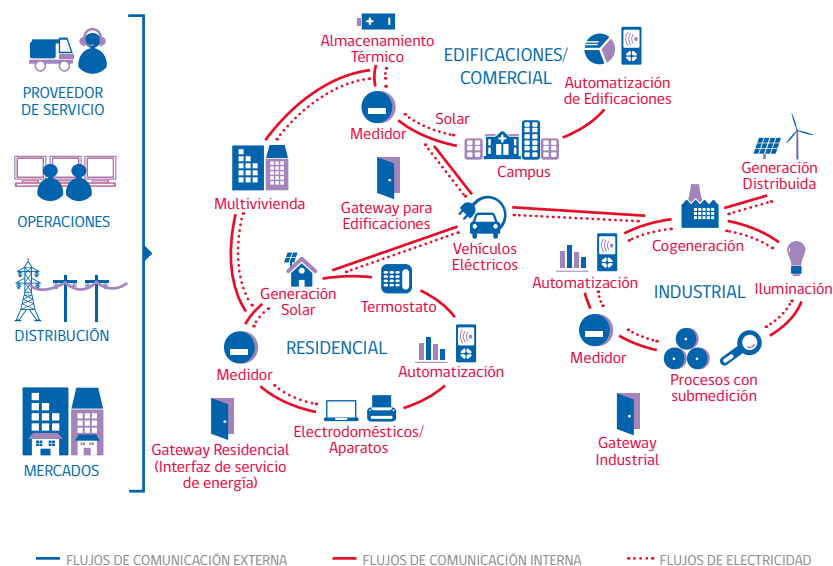 PROVEEDOR
DE SERVICIO
OPERACIONES
DISTRIBUCIÓN
MERCADOS
Almacenamiento
Térmico
EDIFICACIONES/
COMERCIAL
Automatización
de Edificaciones
Medidor
Solar
Campus
Multivivienda
Gateway para
Edificaciones
Vehículos
Eléctricos
Generación
Distribuida
Cogeneración
Automatización
INDUSTRIAL
Iluminación
Medidor
Procesos con
submedición
Gateway
Industrial
Generación
Solar
Termostato
RESIDENCIAL
Medidor
Automatización
Electrodomésticos/
Aparatos
Gateway Residencial
(Interfaz de servicio
de energía)
FLUJOS DE COMUNICACIÓN EXTERNA
FLUJOS DE COMUNICACIÓN INTERNA
FLUJOS DE ELECTRICIDAD